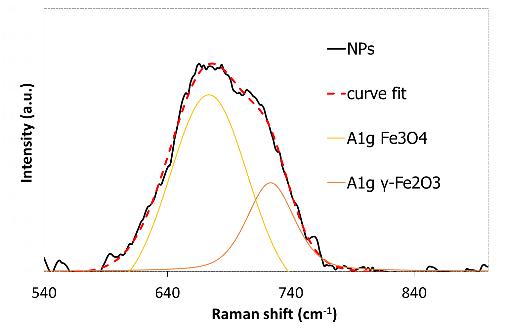 Intensity (a.u.)
NPs
curve fit
A1g Fe3O4
A1g γ-Fe2O3
540 640 740 840
Raman shift (cm-1)